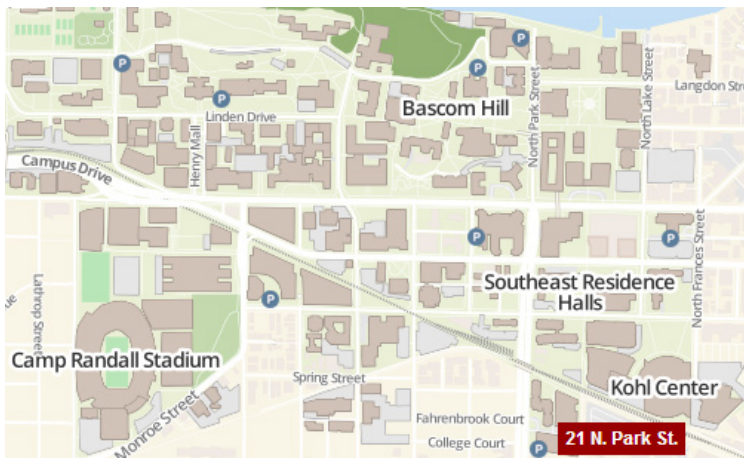 P
P
P
Bascom Hill
Linden Drive
Henry Mall
North Park Street
North Lake Street
Langdon Stre
Campus Drive
P
P
North Frances Street
Lathrop Street
Southeast Residence
Halls
P
Camp Randall Stadium
Spring Street
Kohl Center
Monroe Street
Fahrenbrook Court
College Court
P
21 N. Park St.
P